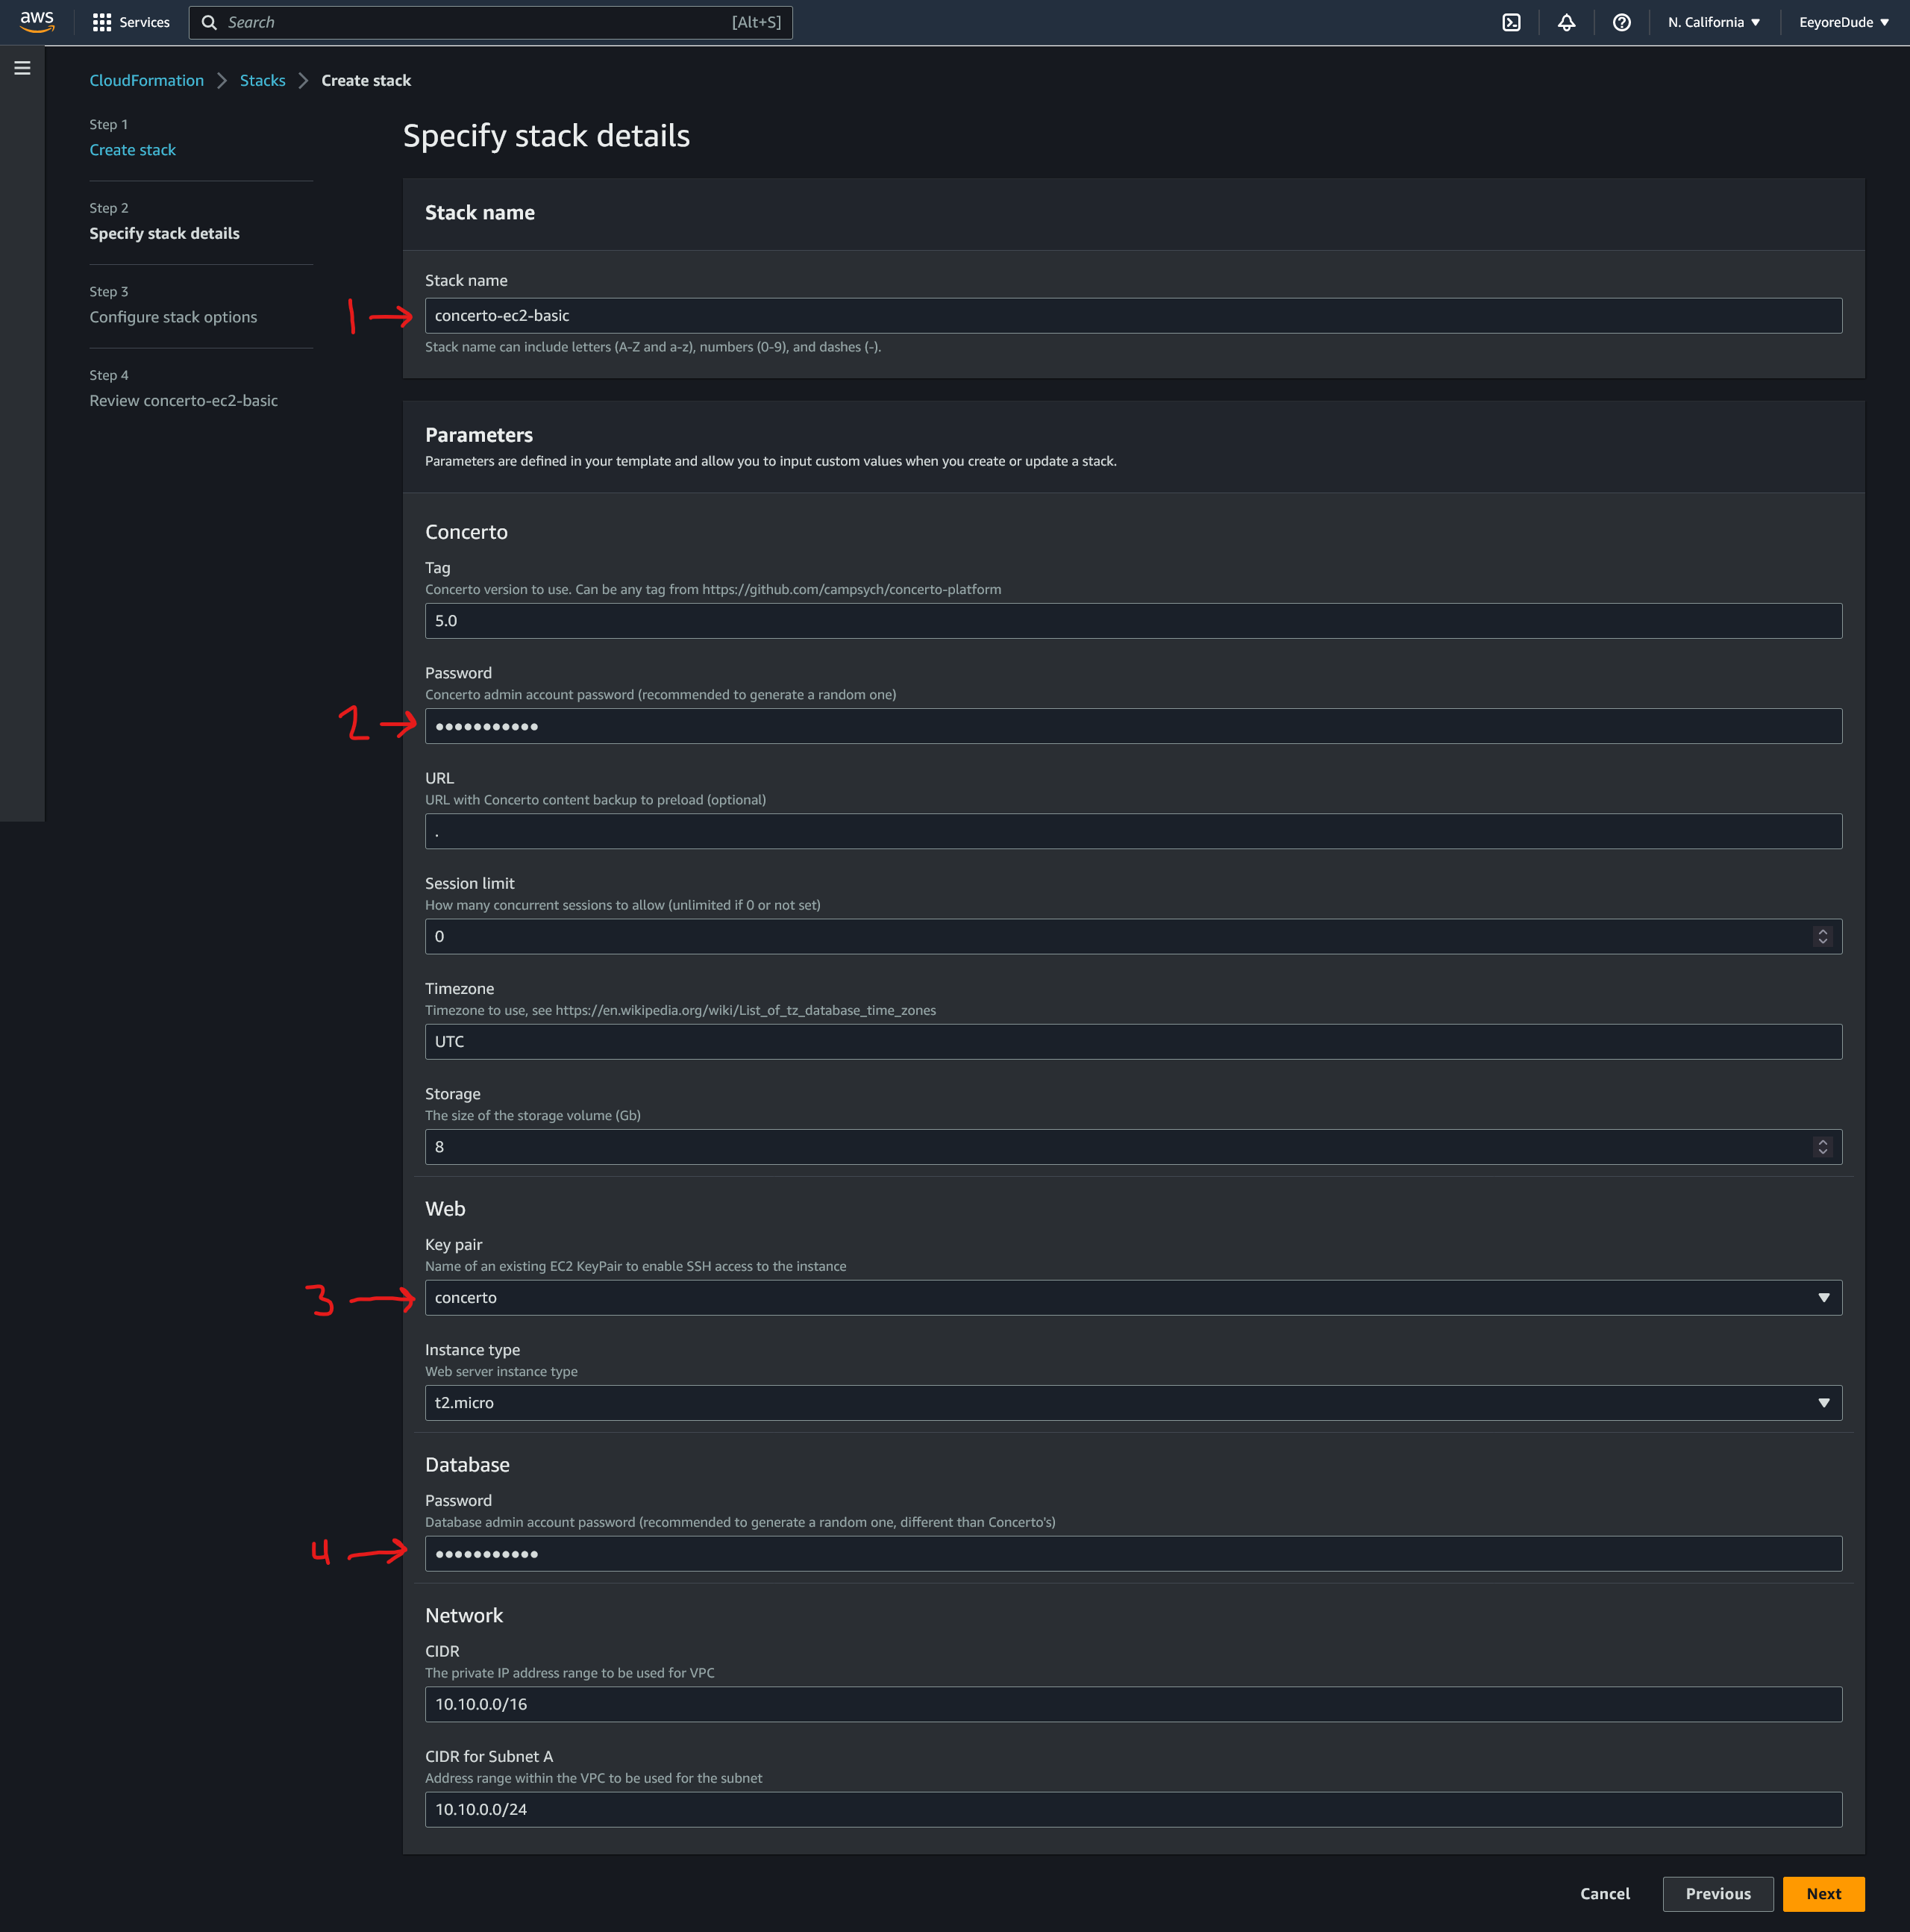 aws
Services
Search
[Alt+S]
N. California
EeyoreDude
CloudFormation
Stacks
Create stack
Step 1
Create stack
Step 2
Specify stack details
Step 3
Configure stack options
Step 4
Review concerto-ec2-basic
Specify stack details
Stack name
Stack name
1 →
concerto-ec2-basic
Stack name can include letters (A-Z and a-z), numbers (0-9), and dashes (-).
Parameters
Parameters are defined in your template and allow you to input custom values when you create or update a stack.
Concerto
Tag
Concerto version to use. Can be any tag from https://github.com/campsych/concerto-platform
5.0
Password
Concerto admin account password (recommended to generate a random one)
2 →
•••••••••••
URL
URL with Concerto content backup to preload (optional)
.
Session limit
How many concurrent sessions to allow (unlimited if 0 or not set)
0
Timezone
Timezone to use, see https://en.wikipedia.org/wiki/List_of_tz_database_time_zones
UTC
Storage
The size of the storage volume (Gb)
8
Web
Key pair
Name of an existing EC2 KeyPair to enable SSH access to the instance
3 →
concerto
Instance type
Web server instance type
t2.micro
Database
Password
Database admin account password (recommended to generate a random one, different than Concerto's)
4 →
•••••••••••
Network
CIDR
The private IP address range to be used for VPC
10.10.0.0/16
CIDR for Subnet A
Address range within the VPC to be used for the subnet
10.10.0.0/24
Cancel
Previous
Next